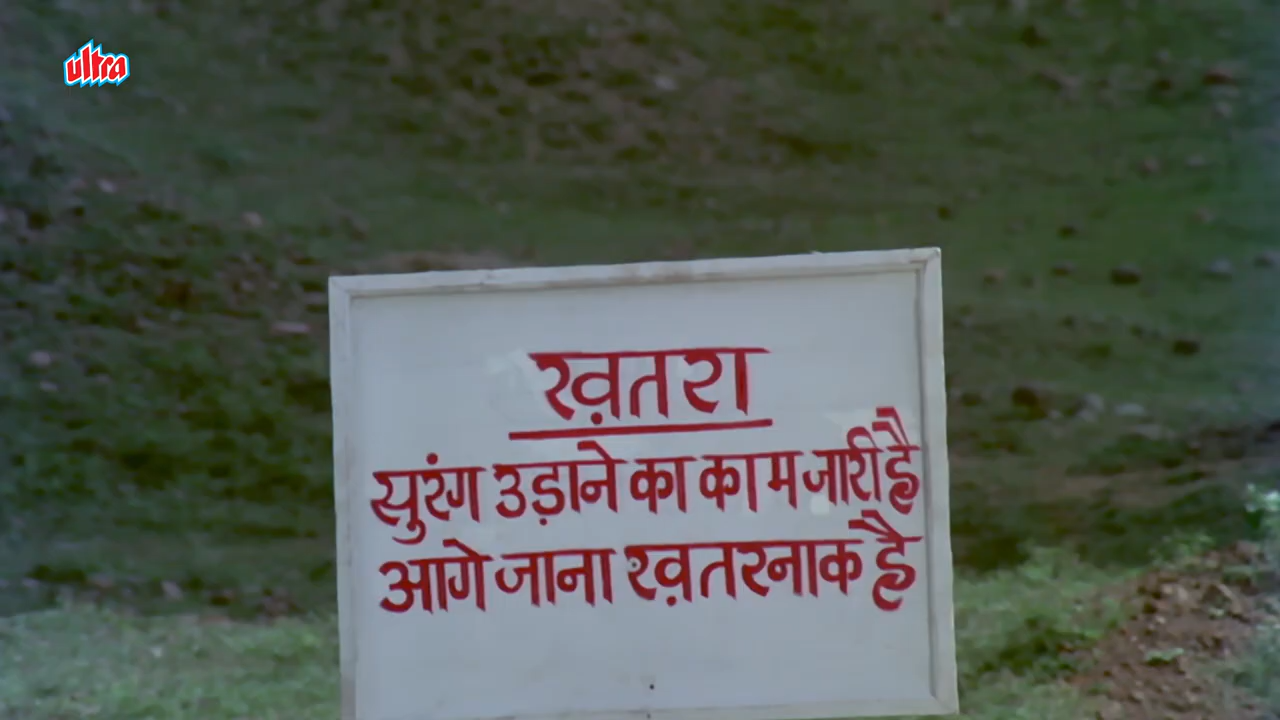 ultra
ख़तरा
सुरंग उड़ाने का काम जारी है
आगे जाना ख़तरनाक है